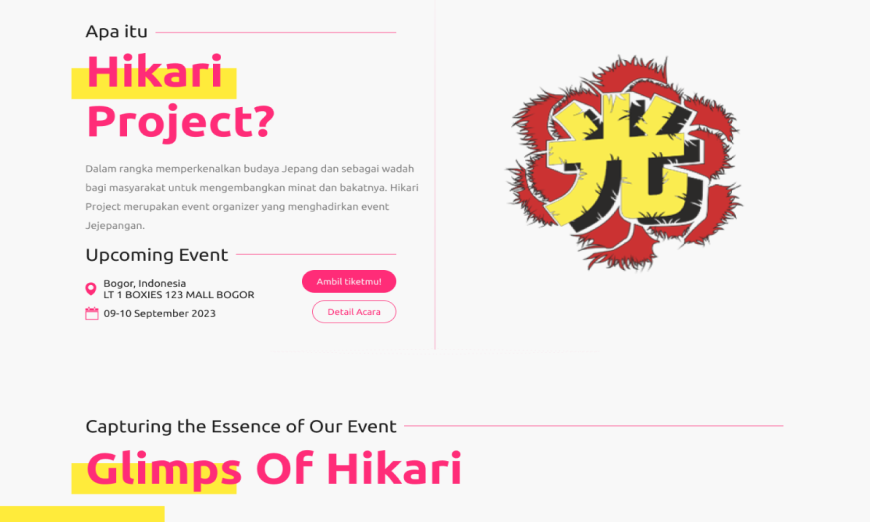 Apa itu
Hikari
Project?
Dalam rangka memperkenalkan budaya Jepang dan sebagai wadah
bagi masyarakat untuk mengembangkan minat dan bakatnya. Hikari
Project merupakan event organizer yang menghadirkan event
Jejepangan.
Upcoming Event
Bogor, Indonesia
LT 1 BOXIES 123 MALL BOGOR
09-10 September 2023
Ambil tiketmu!
Detail Acara
光
Capturing the Essence of Our Event
Glimps Of Hikari